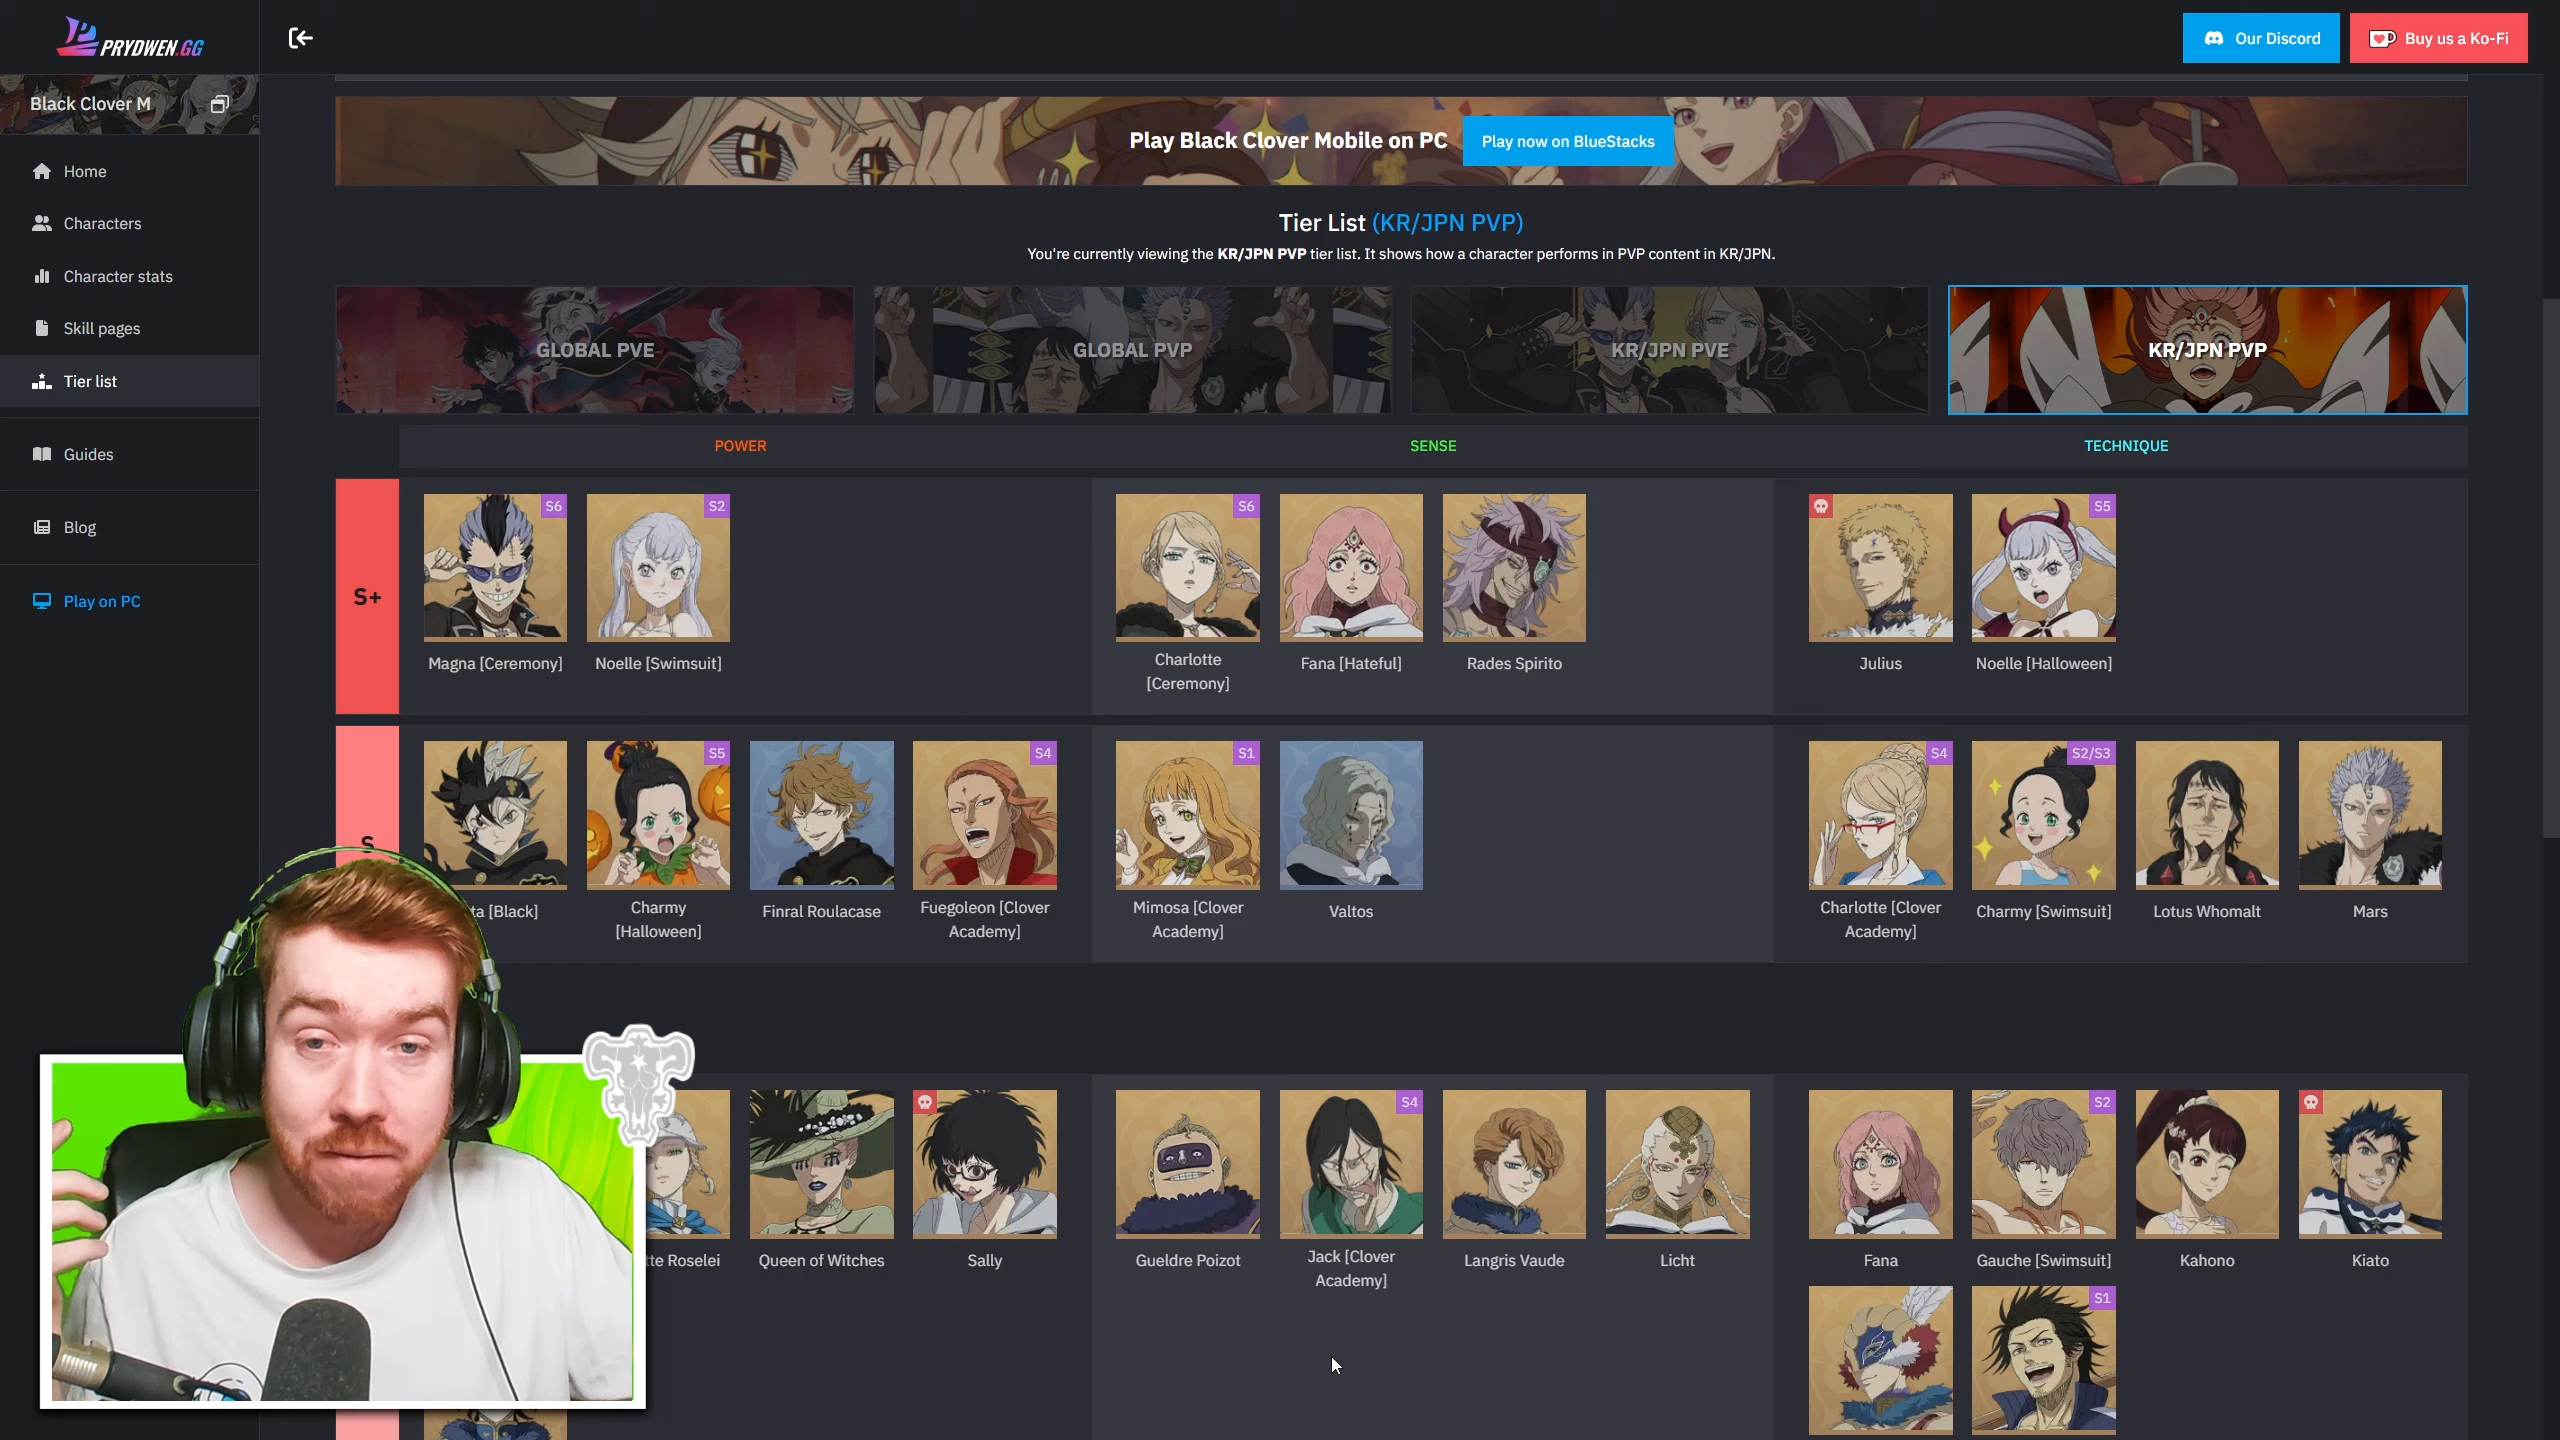 PRYDWEN.GG
Our Discord
Buy us a Ko-Fi
Black Clover M
Home
Characters
Character stats
Skill pages
Tier list
Guides
Blog
Play on PC
Play Black Clover Mobile on PC
Play now on BlueStacks
Tier List (KR/JPN PVP)
You're currently viewing the KR/JPN PVP tier list. It shows how a character performs in PVP content in KR/JPN.
GLOBAL PVE
GLOBAL PVP
KR/JPN PVE
KR/JPN PVP
POWER
SENSE
TECHNIQUE
S+
S6
S2
S6
S5
Magna [Ceremony]
Noelle [Swimsuit]
Charlotte
[Ceremony]
Fana [Hateful]
Rades Spirito
Julius
Noelle [Halloween]
S
S5
S4
S1
S4
S2/S3
ta [Black]
Charmy
[Halloween]
Finral Roulacase
Fuegoleon [Clover
Academy]
Mimosa [Clover
Academy]
Valtos
Charlotte [Clover
Academy]
Charmy [Swimsuit]
Lotus Whomalt
Mars
S4
S2
tte Roselei
Queen of Witches
Sally
Gueldre Poizot
Jack [Clover
Academy]
Langris Vaude
Licht
Fana
Gauche [Swimsuit]
Kahono
Kiato
S1